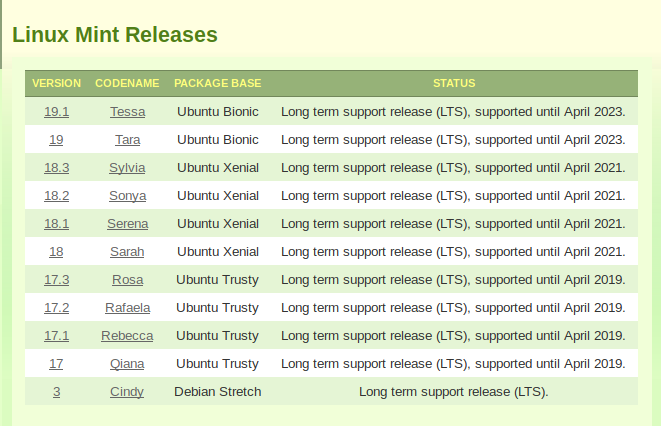 Linux Mint Releases
VERSION CODENAME PACKAGE BASE STATUS
19.1 Tessa Ubuntu Bionic Long term support release (LTS), supported until April 2023.
19 Tara Ubuntu Bionic Long term support release (LTS), supported until April 2023.
18.3 Sylvia Ubuntu Xenial Long term support release (LTS), supported until April 2021.
18.2 Sonya Ubuntu Xenial Long term support release (LTS), supported until April 2021.
18.1 Serena Ubuntu Xenial Long term support release (LTS), supported until April 2021.
18 Sarah Ubuntu Xenial Long term support release (LTS), supported until April 2021.
17.3 Rosa Ubuntu Trusty Long term support release (LTS), supported until April 2019.
17.2 Rafaela Ubuntu Trusty Long term support release (LTS), supported until April 2019.
17.1 Rebecca Ubuntu Trusty Long term support release (LTS), supported until April 2019.
17 Qiana Ubuntu Trusty Long term support release (LTS), supported until April 2019.
3 Cindy Debian Stretch Long term support release (LTS).